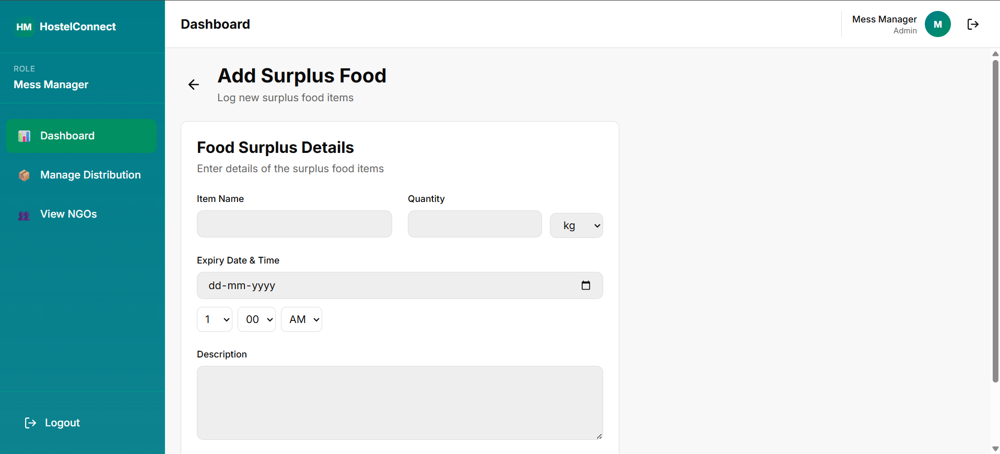 HM HostelConnect
ROLE
Mess Manager
Dashboard
Manage Distribution
View NGOs
Logout
Dashboard
Mess Manager
Admin
M
Add Surplus Food
Log new surplus food items
Food Surplus Details
Enter details of the surplus food items
Item Name
Quantity
kg
Expiry Date & Time
dd-mm-yyyy
1 00 AM
Description